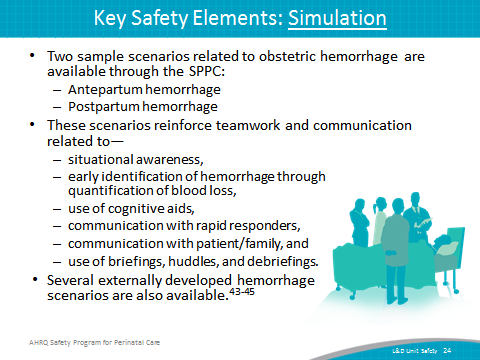 Key Safety Elements: Simulation
• Two sample scenarios related to obstetric hemorrhage are
available through the SPPC:
– Antepartum hemorrhage
– Postpartum hemorrhage
• These scenarios reinforce teamwork and communication
related to—
– situational awareness,
– early identification of hemorrhage through
quantification of blood loss,
– use of cognitive aids,
– communication with rapid responders,
– communication with patient/family, and
– use of briefings, huddles, and debriefings.
• Several externally developed hemorrhage
scenarios are also available.43-45
AHRQ Safety Program for Perinatal Care
L&D Unit Safety 24